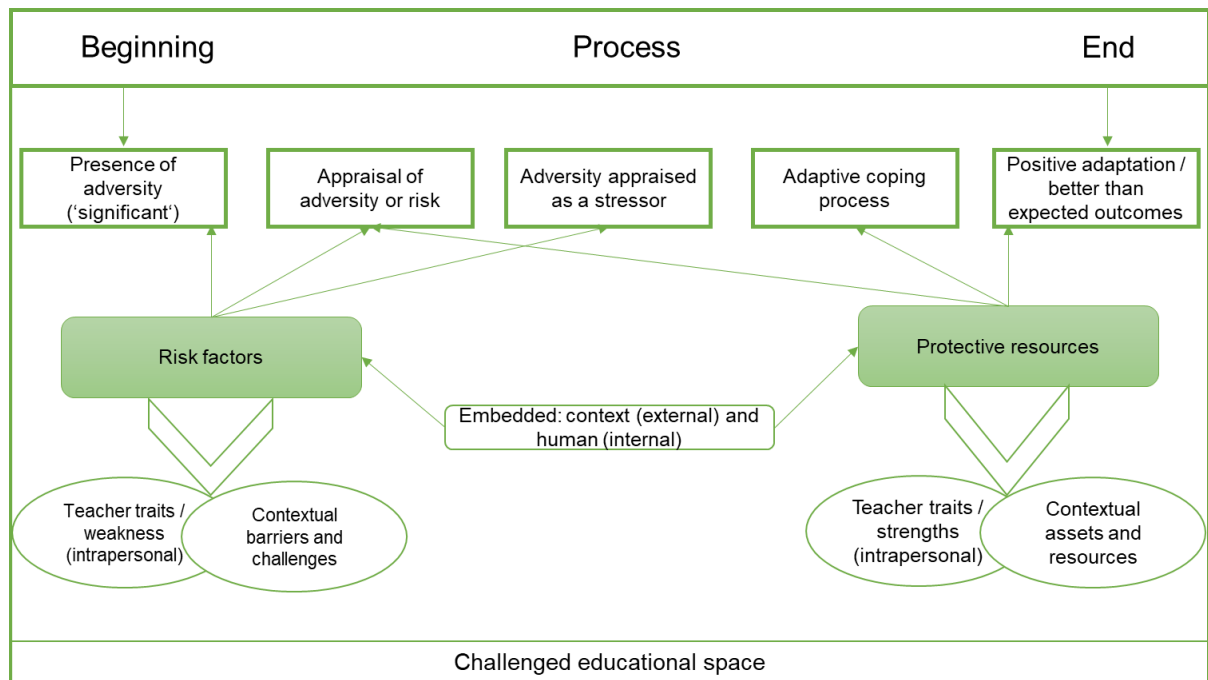 Beginning
Process
End
Presence of
adversity
(‘significant‘)
Appraisal of
adversity or risk
Adversity appraised
as a stressor
Adaptive coping
process
Positive adaptation /
better than
expected outcomes
Risk factors
Protective resources
Embedded: context (external) and
human (internal)
Teacher traits /
weakness
(intrapersonal)
Contextual
barriers and
challenges
Teacher traits /
strengths
(intrapersonal)
Contextual
assets and
resources
Challenged educational space